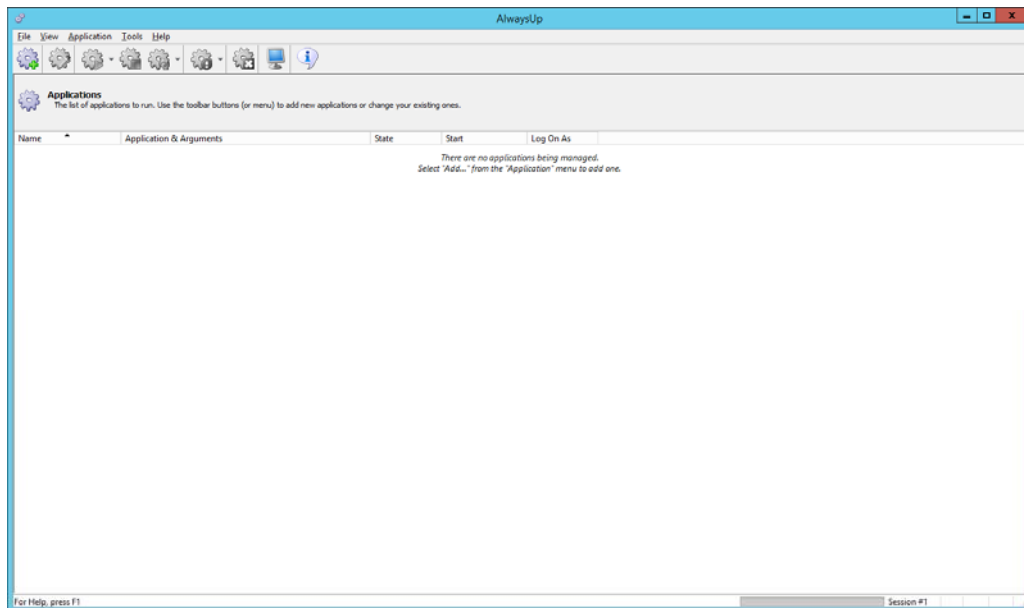 AlwaysUp
File View Application Tools Help
Applications
The list of applications to run. Use the toolbar buttons (or menu) to add new applications or change your existing ones.
Name Application & Arguments State Start Log On As
There are no applications being managed.
Select "Add..." from the "Application" menu to add one.
For Help, press F1 Session #1